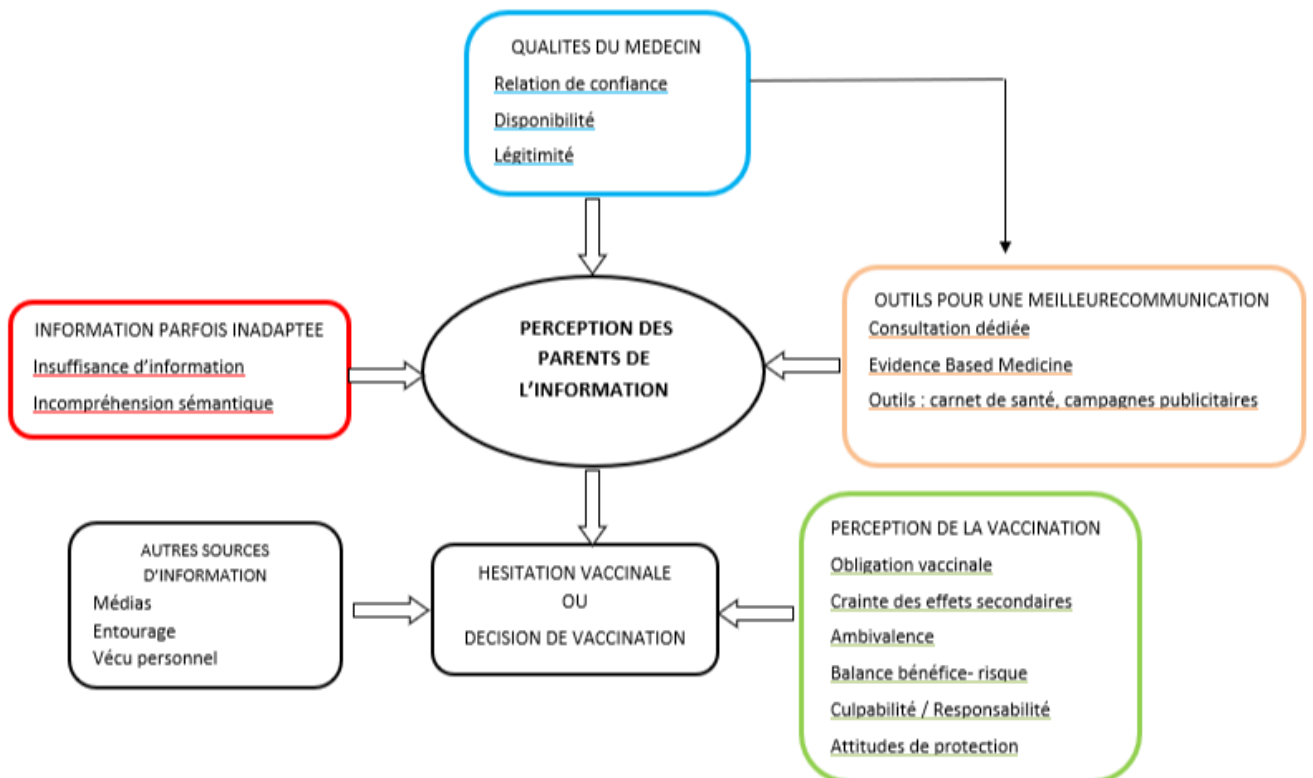 QUALITES DU MEDECIN
Relation de confiance
Disponibilité
Légitimité
INFORMATION PARFOIS INADAPTEE
Insuffisance d'information
Incompréhension sémantique
PERCEPTION DES
PARENTS DE
L'INFORMATION
OUTILS POUR UNE MEILLEURECOMMUNICATION
Consultation dédiée
Evidence Based Medicine
Outils : carnet de santé, campagnes publicitaires
AUTRES SOURCES
D'INFORMATION
Médias
Entourage
Vécu personnel
HESITATION VACCINALE
OU
DECISION DE VACCINATION
PERCEPTION DE LA VACCINATION
Obligation vaccinale
Crainte des effets secondaires
Ambivalence
Balance bénéfice- risque
Culpabilité / Responsabilité
Attitudes de protection